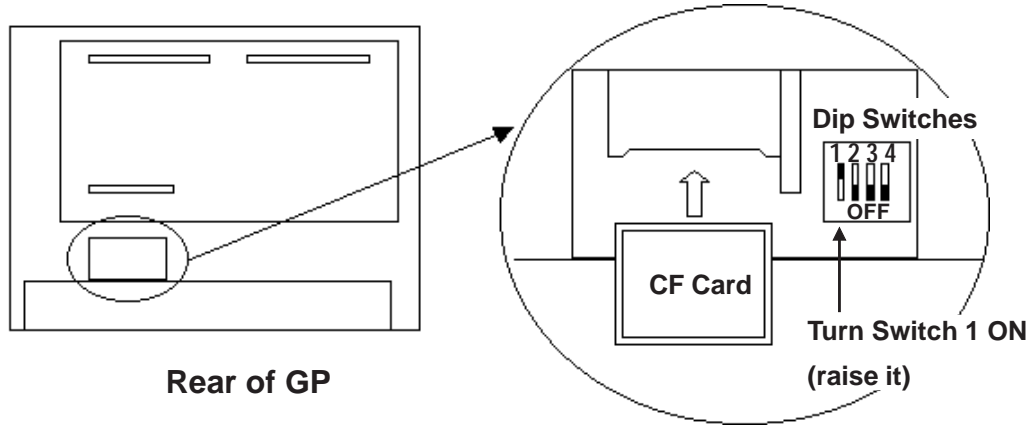 Rear of GP
Dip Switches
1 2 3 4
OFF
CF Card
Turn Switch 1 ON
(raise it)